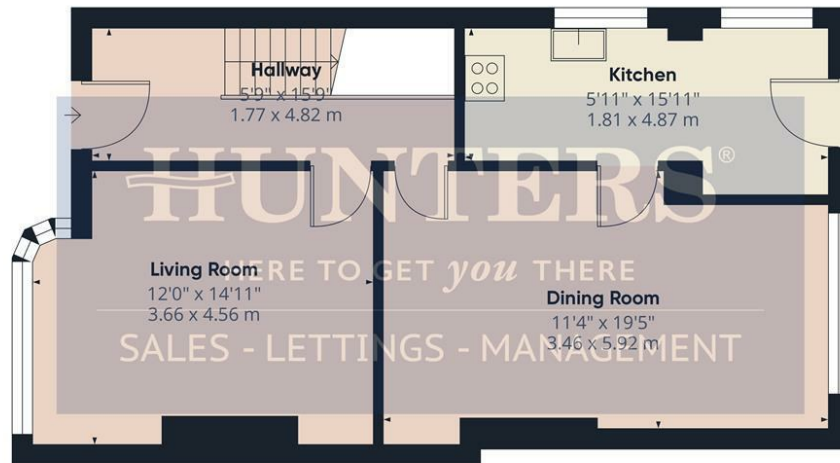 Hallway
5'9" x 15'9"
1.77 x 4.82 m
Kitchen
5'11" x 15'11"
1.81 x 4.87 m
HUNTERS®
HERE TO GET you THERE
Living Room
12'0" x 14'11"
3.66 x 4.56 m
Dining Room
11'4" x 19'5"
3.46 x 5.92 m
SALES - LETTINGS - MANAGEMENT